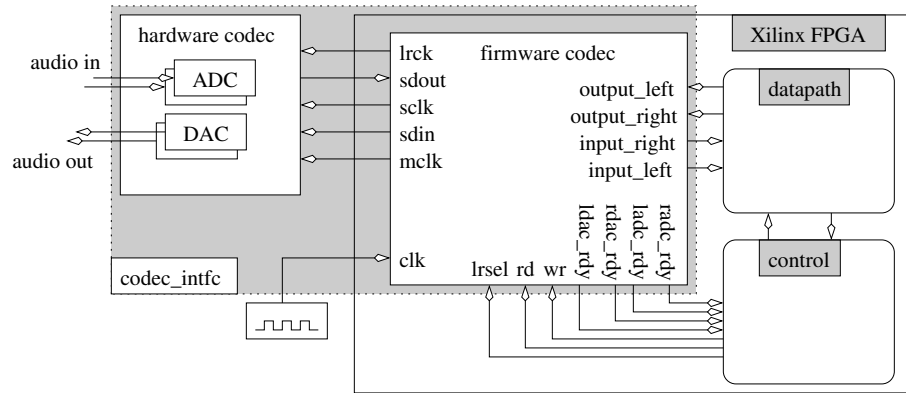 hardware codec
Xilinx FPGA
lrck
firmware codec
audio in
ADC
sdout
datapath
output_left
sclk
output_right
DAC
sdin
input_right
audio out
mclk
input_left
ldac_rdy
rdac_rdy
ladc_rdy
radc_rdy
clk
lrsel rd wr
control
codec_intfc